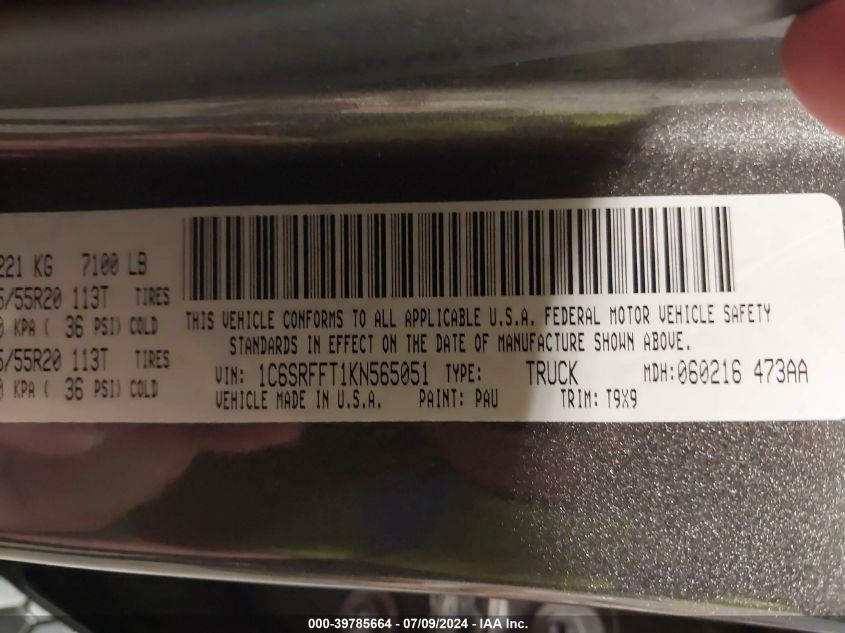 221 KG 7100 LB
/55R20 113T TIRES
KPA ( 36 PSI) COLD
/55R20 113T TIRES
KPA ( 36 PSI) COLD
THIS VEHICLE CONFORMS TO ALL APPLICABLE U.S.A. FEDERAL MOTOR VEHICLE SAFETY
STANDARDS IN EFFECT ON THE DATE OF MANUFACTURE SHOWN ABOVE.
VIN: 1C6SRFFT1KN565051 TYPE: TRUCK MDH:060216 473AA
VEHICLE MADE IN U.S.A. PAINT: PAU TRIM: T9X9
000-39785664 - 07/09/2024 - IAA Inc.